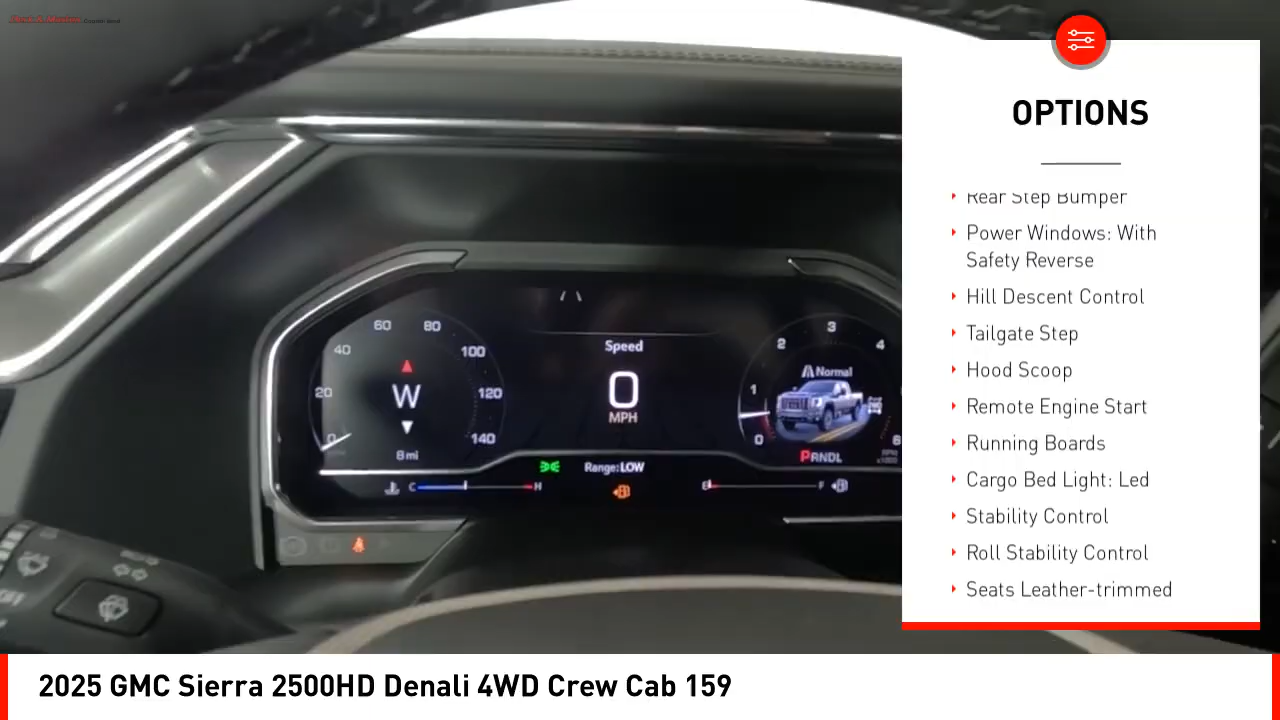 OPTIONS
Rear Step Bumper
Power Windows: With
Safety Reverse
Hill Descent Control
Tailgate Step
Hood Scoop
Remote Engine Start
Running Boards
Cargo Bed Light: Led
Stability Control
Roll Stability Control
Seats Leather-trimmed
0 20 40 60 80 100 120 140
W
8 mi
Speed
0
MPH
Range: LOW
C H
E F
0 1 2 3 4 6
Normal
PRNDL
OFF
2025 GMC Sierra 2500HD Denali 4WD Crew Cab 159